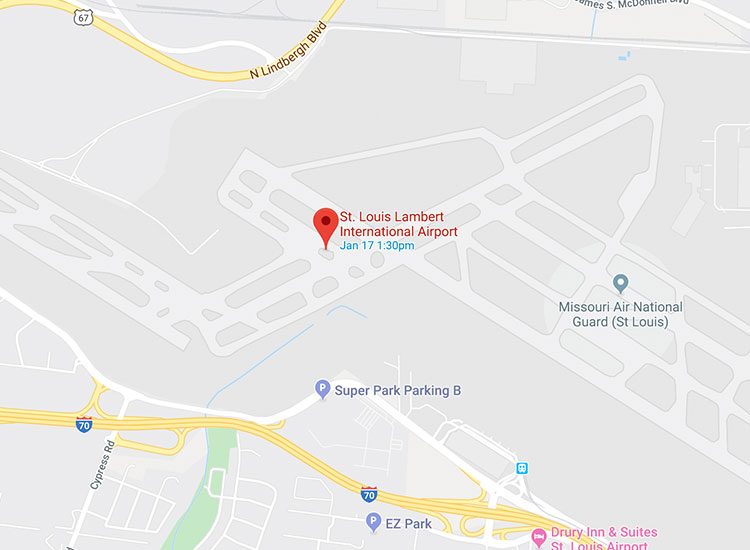 James S. McDonnell Blvd
67
N Lindbergh Blvd
St. Louis Lambert
International Airport
Jan 17 1:30pm
Missouri Air National
Guard (St Louis)
P
Super Park Parking B
70
Cypress Rd
70
P
EZ Park
Drury Inn & Suites
St. Louis Airport